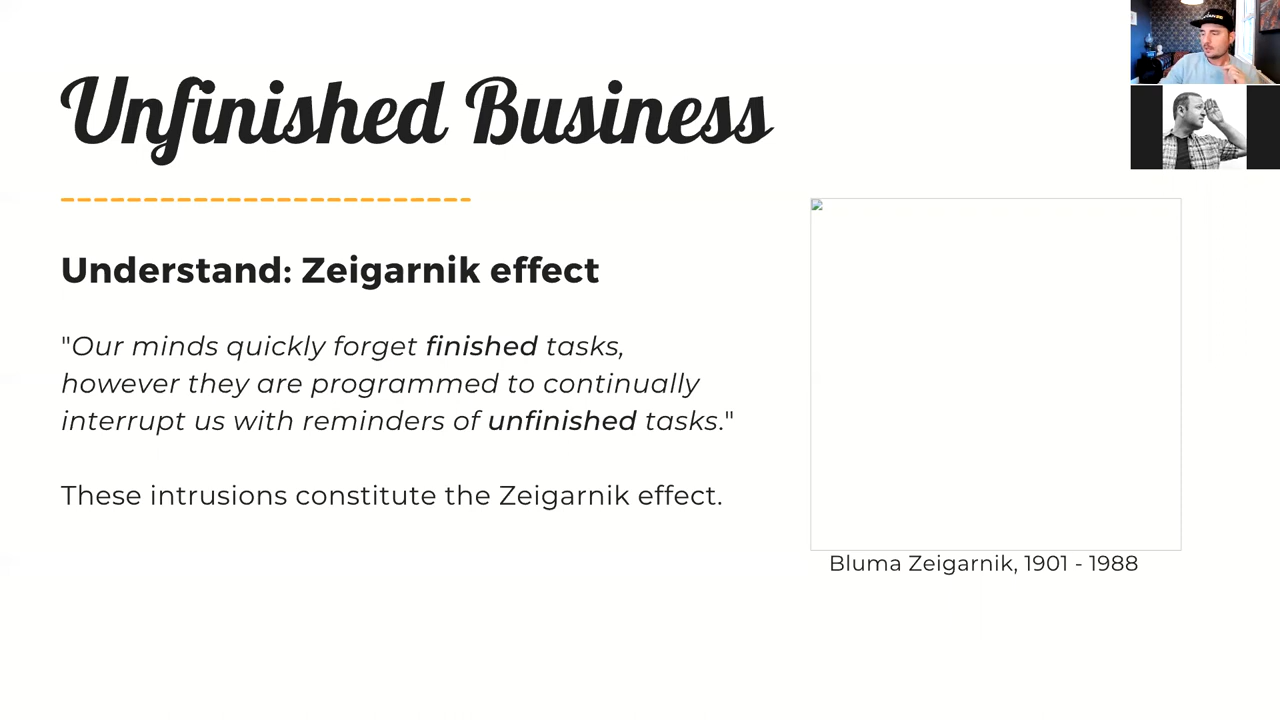 Unfinished Business
Understand: Zeigarnik effect
"Our minds quickly forget finished tasks,
however they are programmed to continually
interrupt us with reminders of unfinished tasks."
These intrusions constitute the Zeigarnik effect.
Bluma Zeigarnik, 1901 - 1988